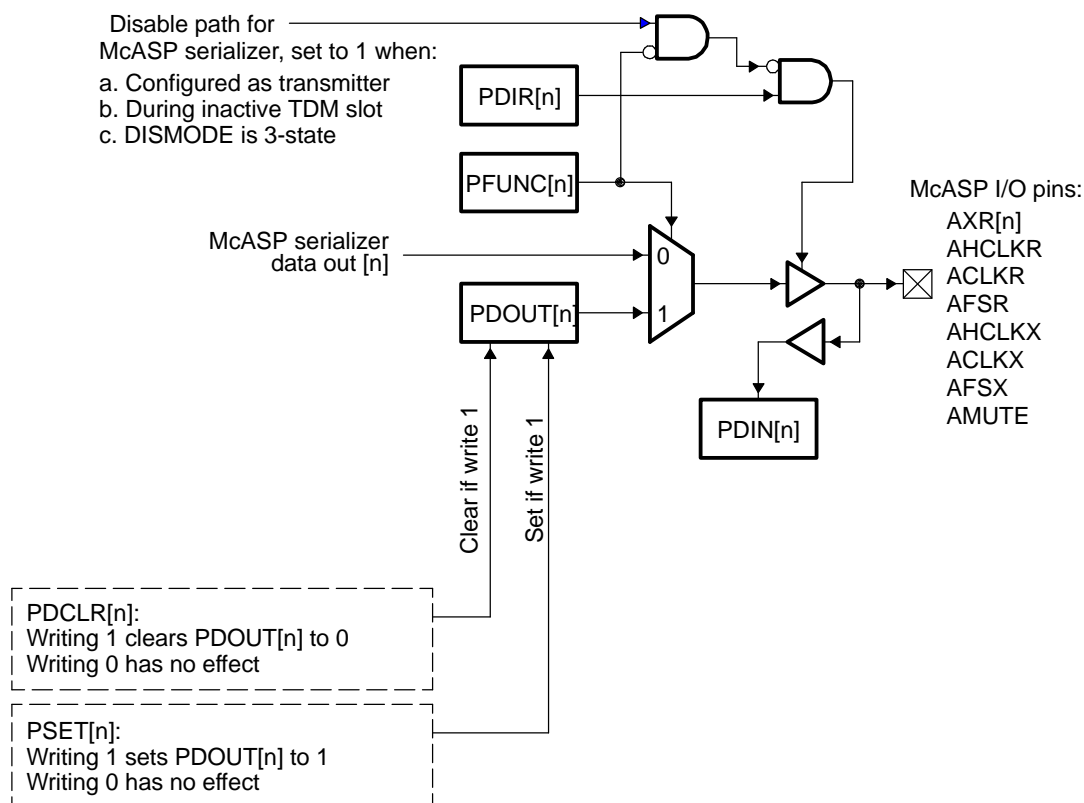 Disable path for
McASP serializer, set to 1 when:
a. Configured as transmitter
b. During inactive TDM slot
c. DISMODE is 3-state
PDIR[n]
PFUNC[n]
McASP serializer
data out [n]
0
1
PDOUT[n]
McASP I/O pins:
AXR[n]
AHCLKR
ACLKR
AFSR
AHCLKX
ACLKX
AFSX
AMUTE
PDIN[n]
Clear if write 1
Set if write 1
PDCLR[n]:
Writing 1 clears PDOUT[n] to 0
Writing 0 has no effect
PSET[n]:
Writing 1 sets PDOUT[n] to 1
Writing 0 has no effect